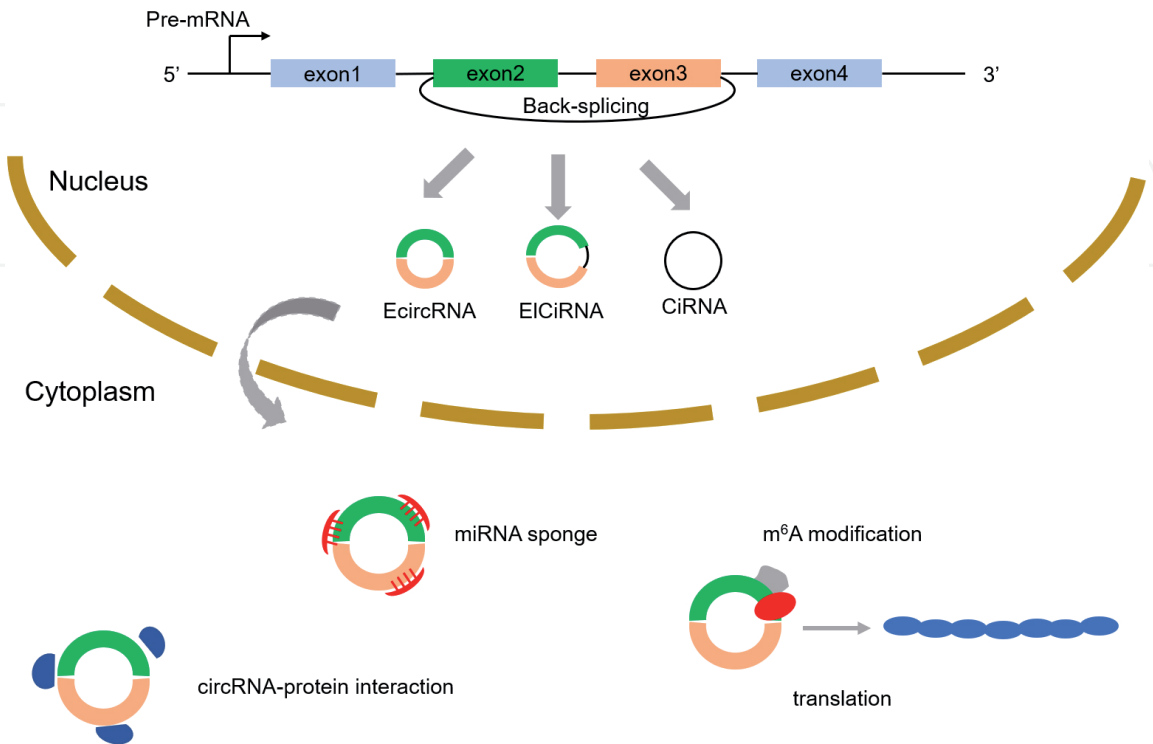 Pre-mRNA
5’ exon1 exon2 exon3 exon4 3’
Back-splicing
Nucleus
EcircRNA EICiRNA CiRNA
Cytoplasm
miRNA sponge
m⁶A modification
circRNA-protein interaction
translation